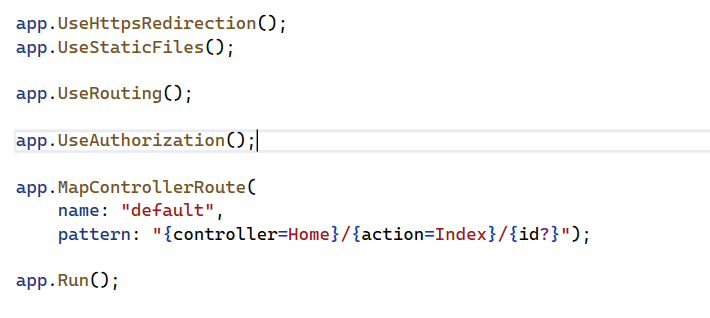 app.UseHttpsRedirection();
app.UseStaticFiles();
app.UseRouting();
app.UseAuthorization();
app.MapControllerRoute(
    name: "default",
    pattern: "{controller=Home}/{action=Index}/{id?}");
app.Run();